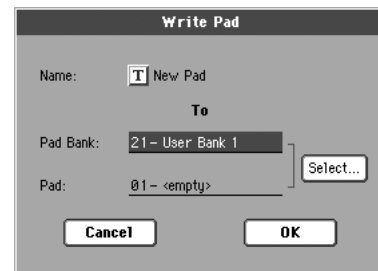 Write Pad
Name: T New Pad
To
Pad Bank: 21– User Bank 1
Select...
Pad: 01– <empty>
Cancel OK